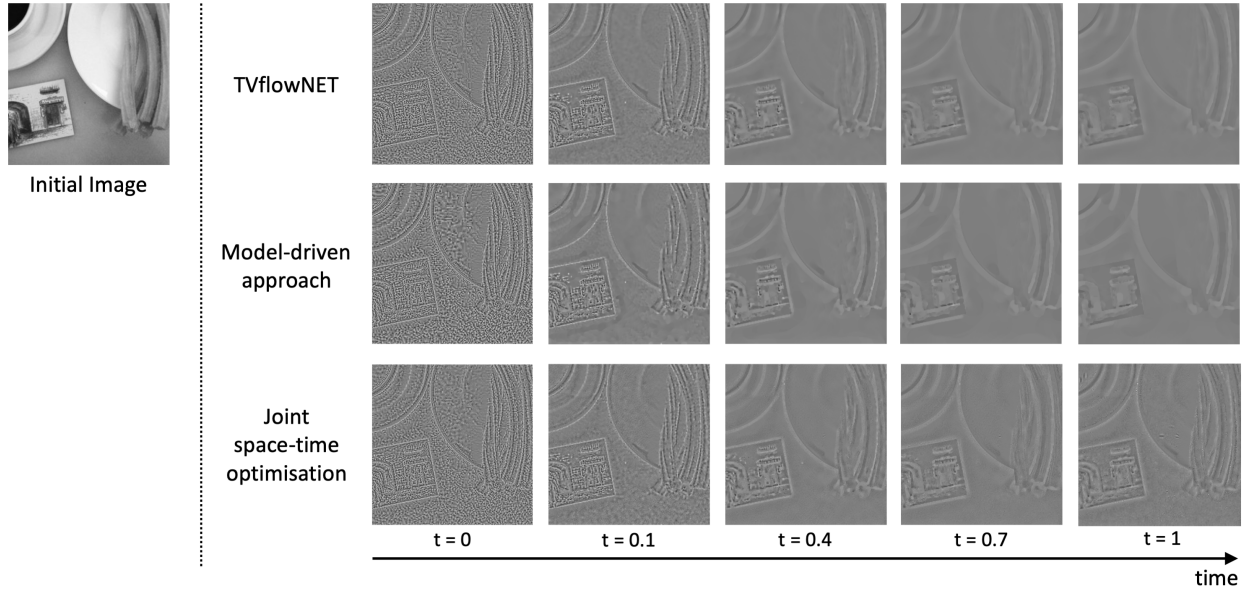 Initial Image
TVflowNET
Model-driven
approach
Joint
space-time
optimisation
t = 0
t = 0.1
t = 0.4
t = 0.7
t = 1
time